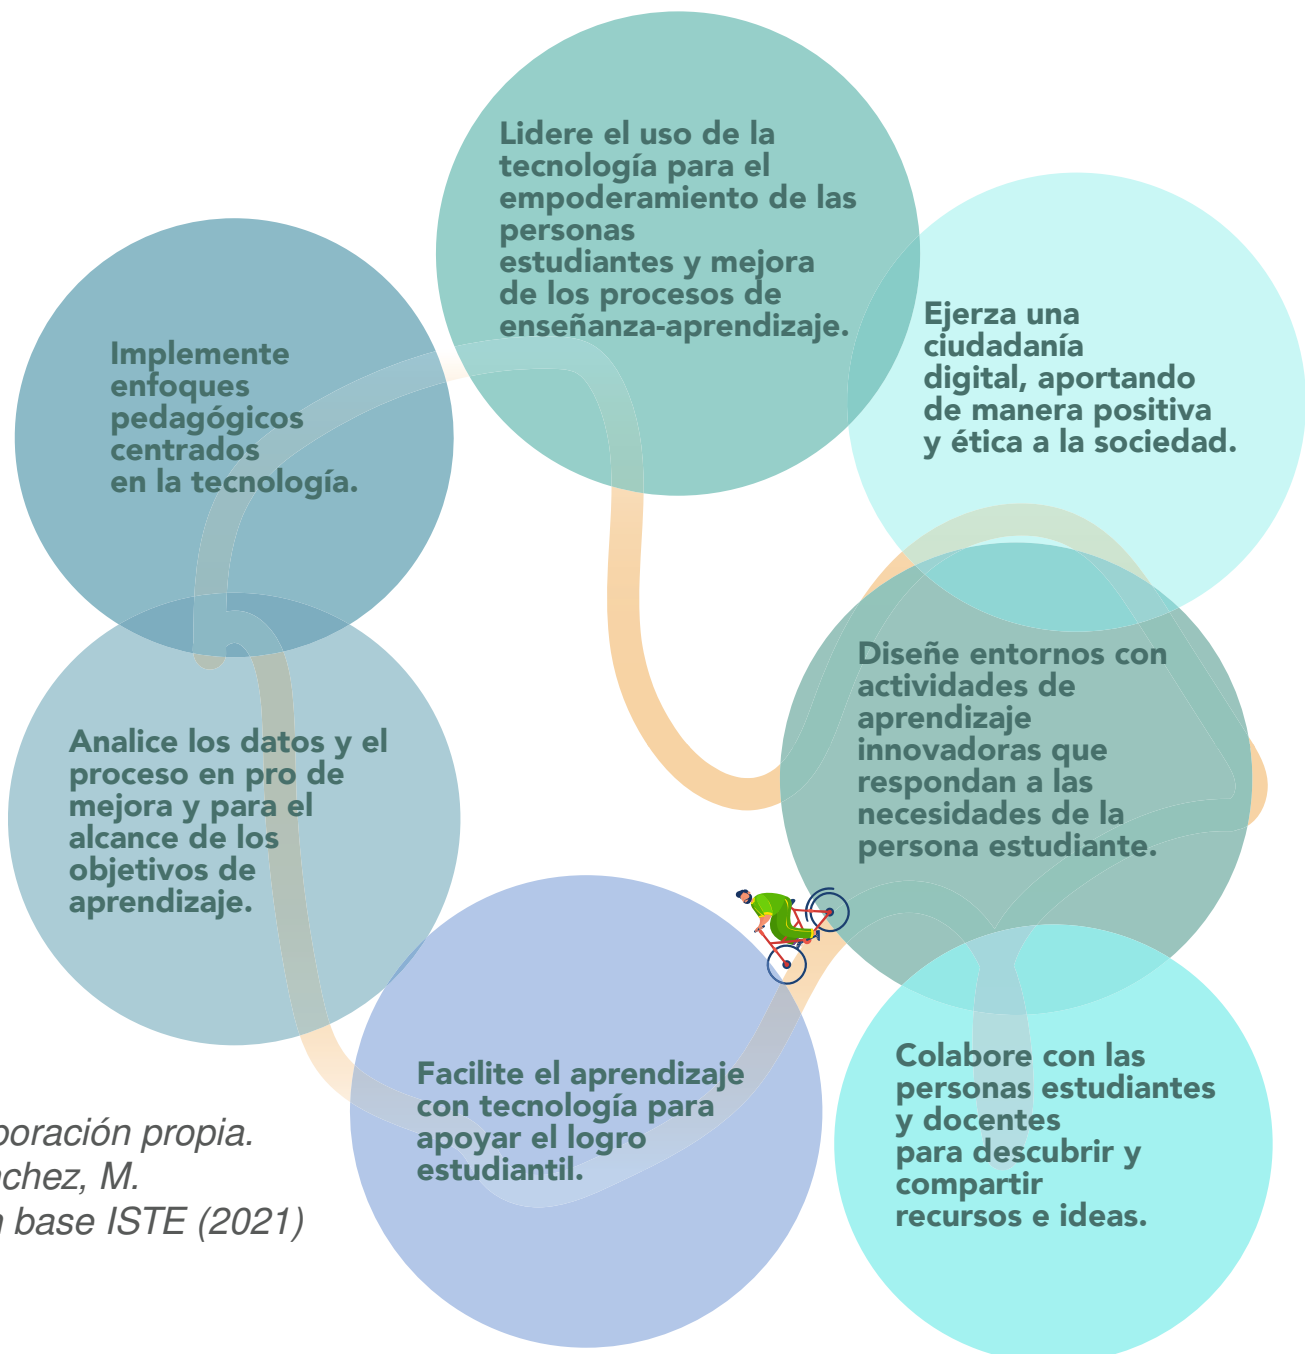 Lidere el uso de la
tecnología para el
empoderamiento de las
personas
estudiantes y mejora
de los procesos de
enseñanza-aprendizaje.
Ejerza una
ciudadanía
digital, aportando
de manera positiva
y ética a la sociedad.
Implemente
enfoques
pedagógicos
centrados
en la tecnología.
Diseñe entornos con
actividades de
aprendizaje
innovadoras que
respondan a las
necesidades de la
persona estudiante.
Analice los datos y el
proceso en pro de
mejora y para el
alcance de los
objetivos de
aprendizaje.
Facilite el aprendizaje
con tecnología para
apoyar el logro
estudiantil.
Colabore con las
personas estudiantes
y docentes
para descubrir y
compartir
recursos e ideas.
propia.
M.
base ISTE (2021)